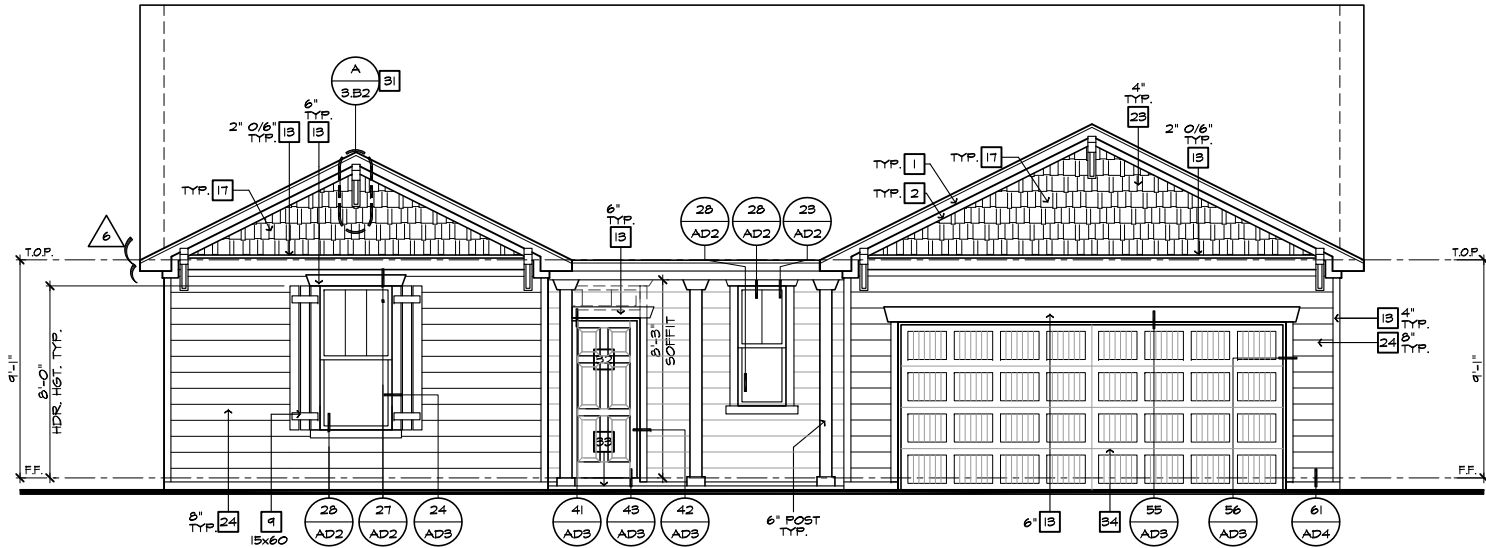 A
3.B2
31
6"
TYP.
13
2" 0/6"
TYP.
13
TYP. 17
6
T.O.P.
9'-1"
8'-0"
HDR. HGT. TYP.
F.F.
6"
TYP.
13
28
AD2
28
AD2
23
AD2
4"
TYP.
23
2" 0/6"
TYP.
13
TYP. 1
TYP. 17
TYP. 2
T.O.P.
13 4"
TYP.
24 8"
TYP.
9'-1"
F.F.
32
33
8'-3"
SOFFIT
8"
TYP. 24
9
15x60
28
AD2
27
AD2
24
AD3
41
AD3
43
AD3
42
AD3
6" POST
TYP.
6" 13
34
55
AD3
56
AD3
61
AD4